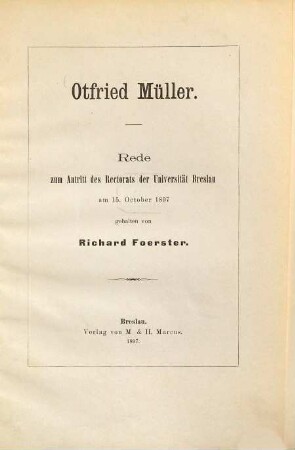 Otfried Müller.
Rede
zum Antritt des Rectorats der Universität Breslau
am 15. October 1897
gehalten von
Richard Foerster.
Breslau.
Verlag von M. & H. Marcus.
1897.